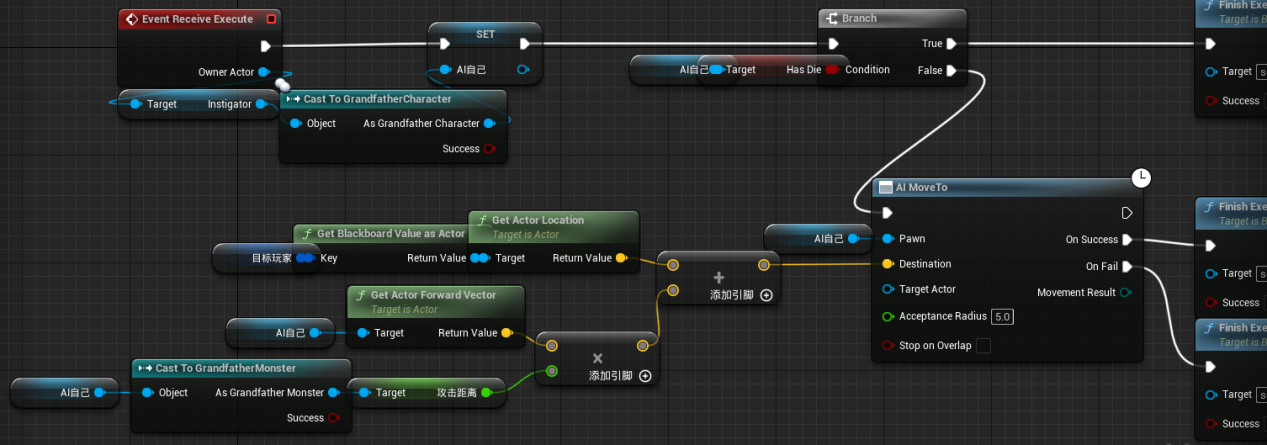 Event Receive Execute
Owner Actor
Target Instigator
SET
AI自己
Cast To GrandfatherCharacter
Object As Grandfather Character
Success
Branch
True
AI自己 Target Has Die Condition False
Finish Exe
Target is B
Target
Success
AI MoveTo
AI自己 Pawn On Success
Destination On Fail
Target Actor Movement Result
Acceptance Radius 5.0
Stop on Overlap
Finish Exe
Target is B
Target
Success
Finish Exe
Target is B
Target
Success
Get Blackboard Value as Actor
目标玩家 Key Return Value
Get Actor Location
Target is Actor
Target Return Value
添加引脚
Get Actor Forward Vector
Target is Actor
AI自己 Target Return Value
添加引脚
Cast To GrandfatherMonster
AI自己 Object As Grandfather Monster Target 攻击距离
Success